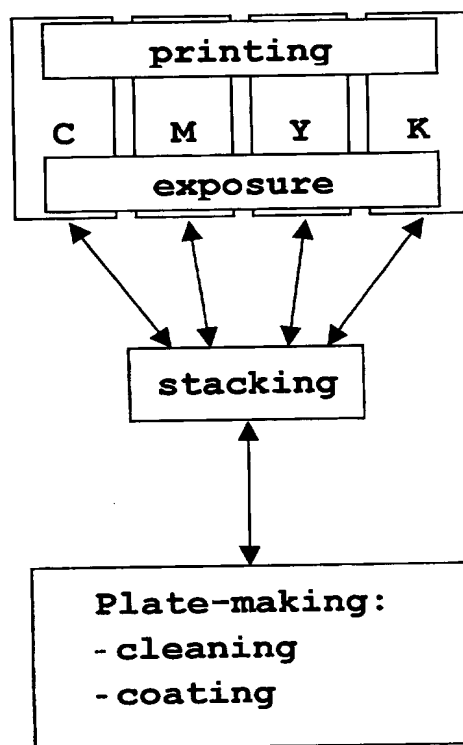 printing
C M Y K
exposure
stacking
Plate-making:
-cleaning
-coating